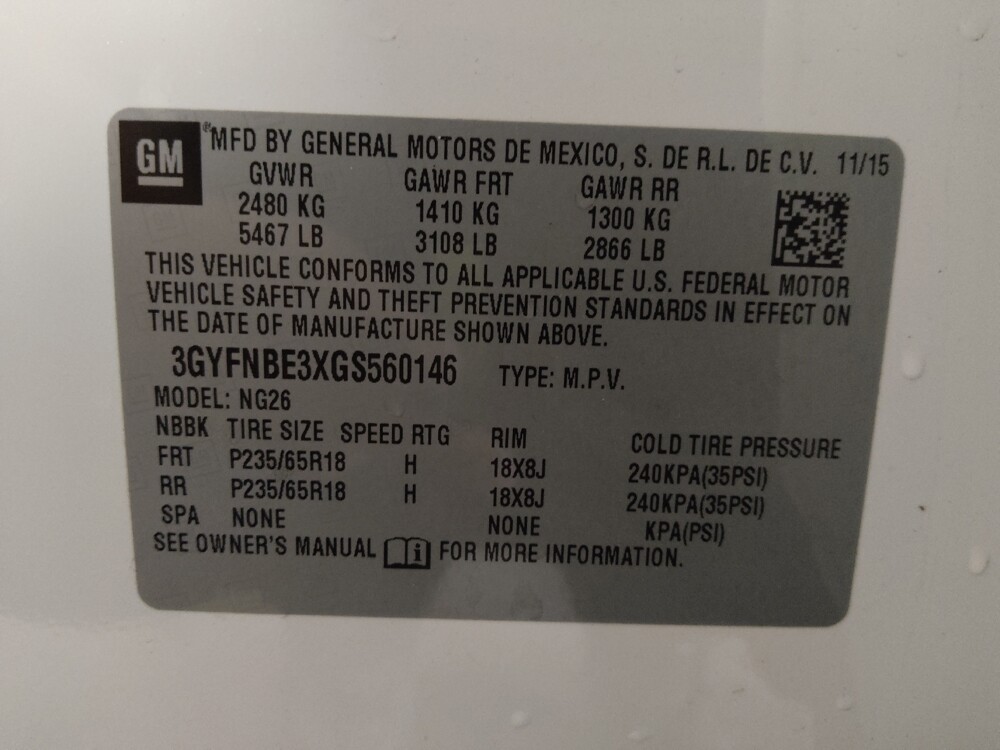 GM
®MFD BY GENERAL MOTORS DE MEXICO, S. DE R.L. DE C.V. 11/15
GVWR GAWR FRT GAWR RR
2480 KG 1410 KG 1300 KG
5467 LB 3108 LB 2866 LB
THIS VEHICLE CONFORMS TO ALL APPLICABLE U.S. FEDERAL MOTOR
VEHICLE SAFETY AND THEFT PREVENTION STANDARDS IN EFFECT ON
THE DATE OF MANUFACTURE SHOWN ABOVE.
3GYFNBE3XGS560146 TYPE: M.P.V.
MODEL: NG26
NBBK TIRE SIZE SPEED RTG RIM COLD TIRE PRESSURE
FRT P235/65R18 H 18X8J 240KPA(35PSI)
RR P235/65R18 H 18X8J 240KPA(35PSI)
SPA NONE NONE KPA(PSI)
SEE OWNER'S MANUAL i FOR MORE INFORMATION.